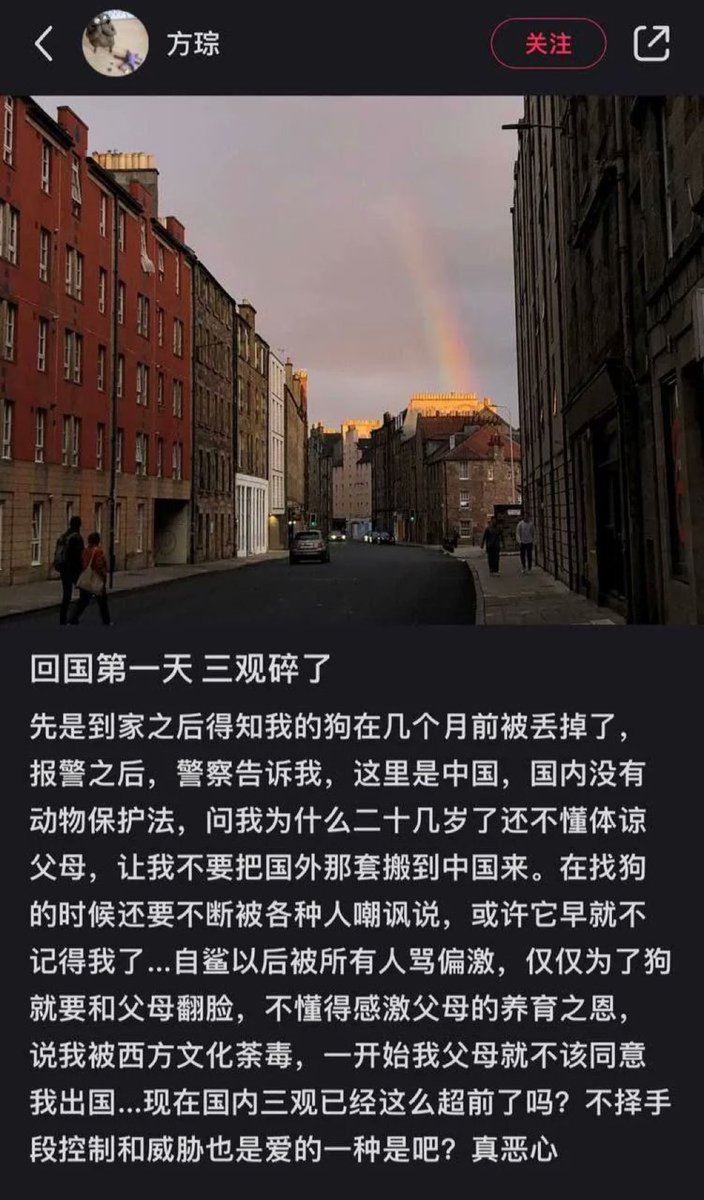 方琮
关注
回国第一天 三观碎了
先是到家之后得知我的狗在几个月前被丢掉了，
报警之后，警察告诉我，这里是中国，国内没有
动物保护法，问我为什么二十几岁了还不懂体谅
父母，让我不要把国外那套搬到中国来。在找狗
的时候还要不断被各种人嘲讽说，或许它早就不
记得我了...自鲨以后被所有人骂偏激，仅仅为了狗
就要和父母翻脸，不懂得感激父母的养育之恩，
说我被西方文化荼毒，一开始我父母就不该同意
我出国...现在国内三观已经这么超前了吗？不择手
段控制和威胁也是爱的一种是吧？真恶心